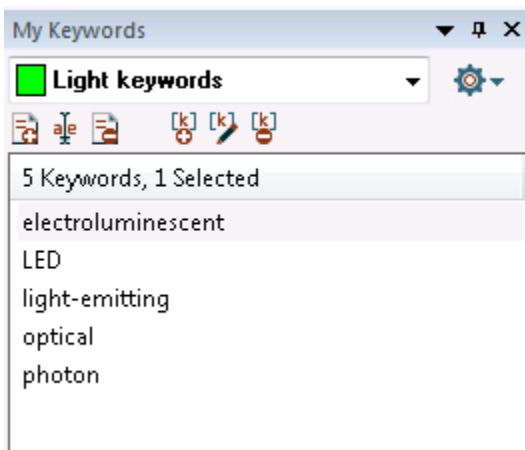 My Keywords
Light keywords
a e
[k] [k] [k]
5 Keywords, 1 Selected
electroluminescent
LED
light-emitting
optical
photon